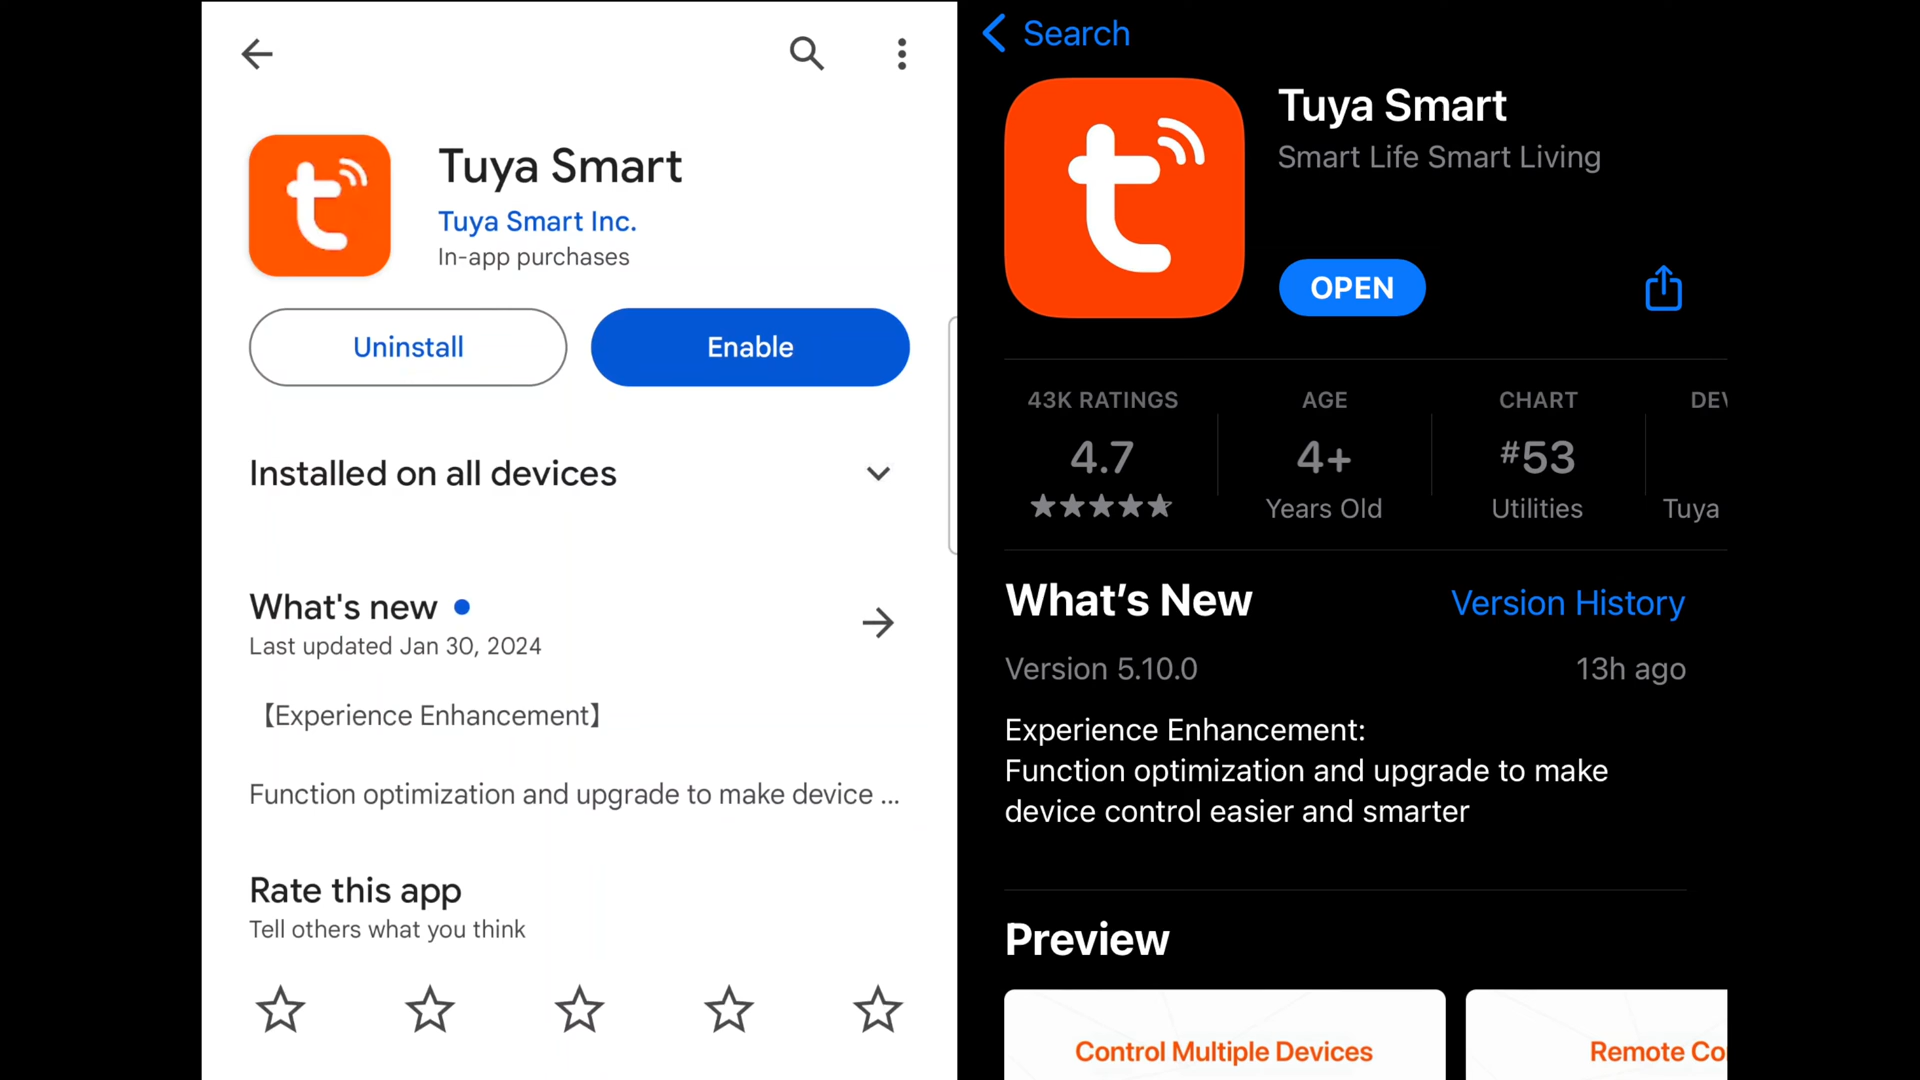 Tuya Smart
Tuya Smart Inc.
In-app purchases
Uninstall
Enable
Installed on all devices
What's new
Last updated Jan 30, 2024
【Experience Enhancement】
Function optimization and upgrade to make device ...
Rate this app
Tell others what you think
Search
Tuya Smart
Smart Life Smart Living
OPEN
43K RATINGS
4.7
AGE
4+
Years Old
CHART
#53
Utilities
DEV
Tuya
What's New
Version History
Version 5.10.0
13h ago
Experience Enhancement:
Function optimization and upgrade to make
device control easier and smarter
Preview
Control Multiple Devices
Remote Co